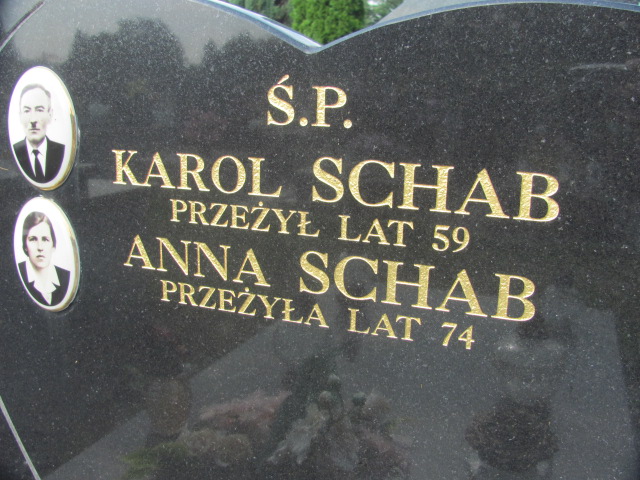 Ś.P.
KAROL SCHAB
PRZEŻYŁ LAT 59
ANNA SCHAB
PRZEŻYŁA LAT 74